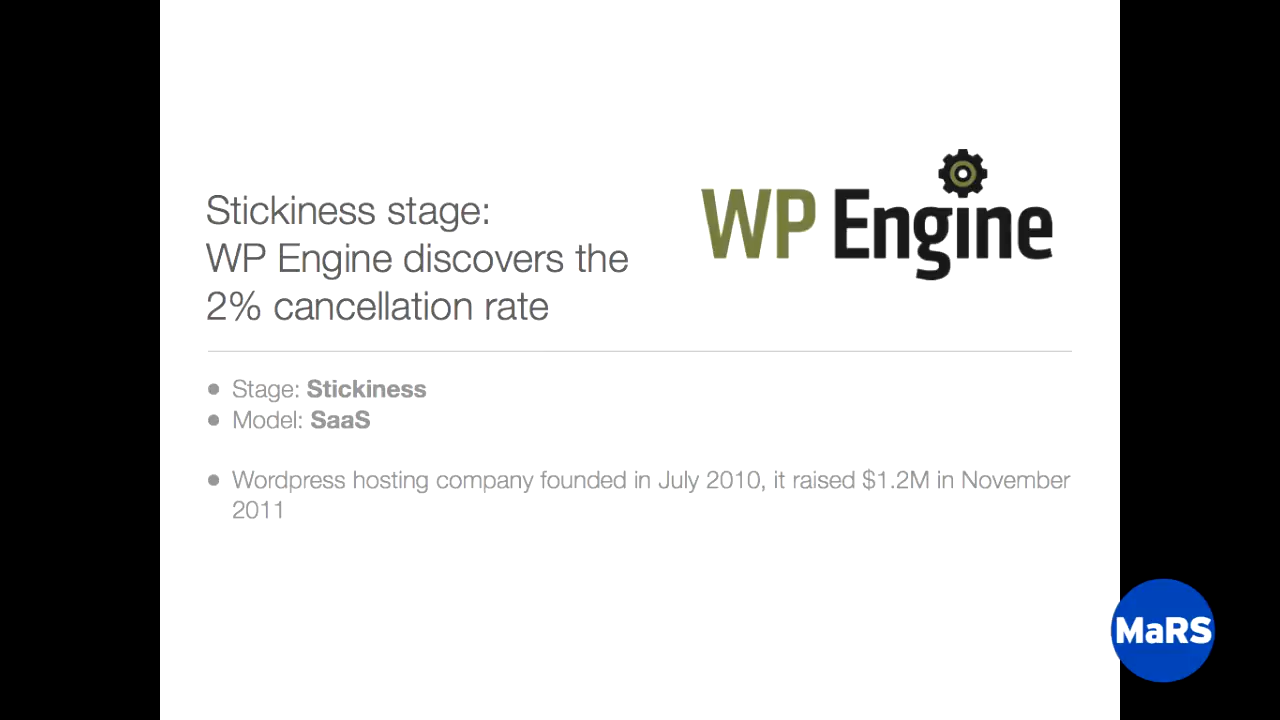 Stickiness stage:
WP Engine discovers the
2% cancellation rate
WP Engine
● Stage: Stickiness
● Model: SaaS
● Wordpress hosting company founded in July 2010, it raised $1.2M in November
2011
MaRS